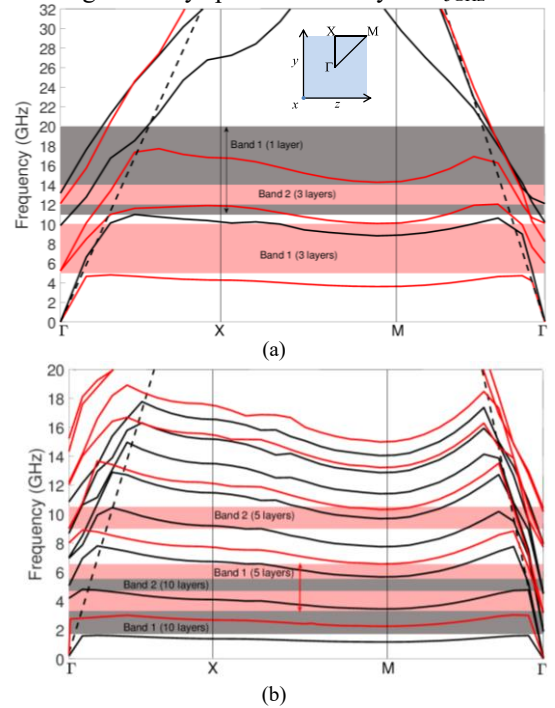 32
30
28
26
24
22
20
18
16
14
12
10
8
6
4
2
0
Frequency (GHz)
X M
Γ
y
x z
Band 1 (1 layer)
Band 2 (3 layers)
Band 1 (3 layers)
Γ X M Γ
(a)
20
18
16
14
12
10
8
6
4
2
0
Frequency (GHz)
Band 2 (5 layers)
Band 1 (5 layers)
Band 2 (10 layers)
Band 1 (10 layers)
Γ X M Γ
(b)